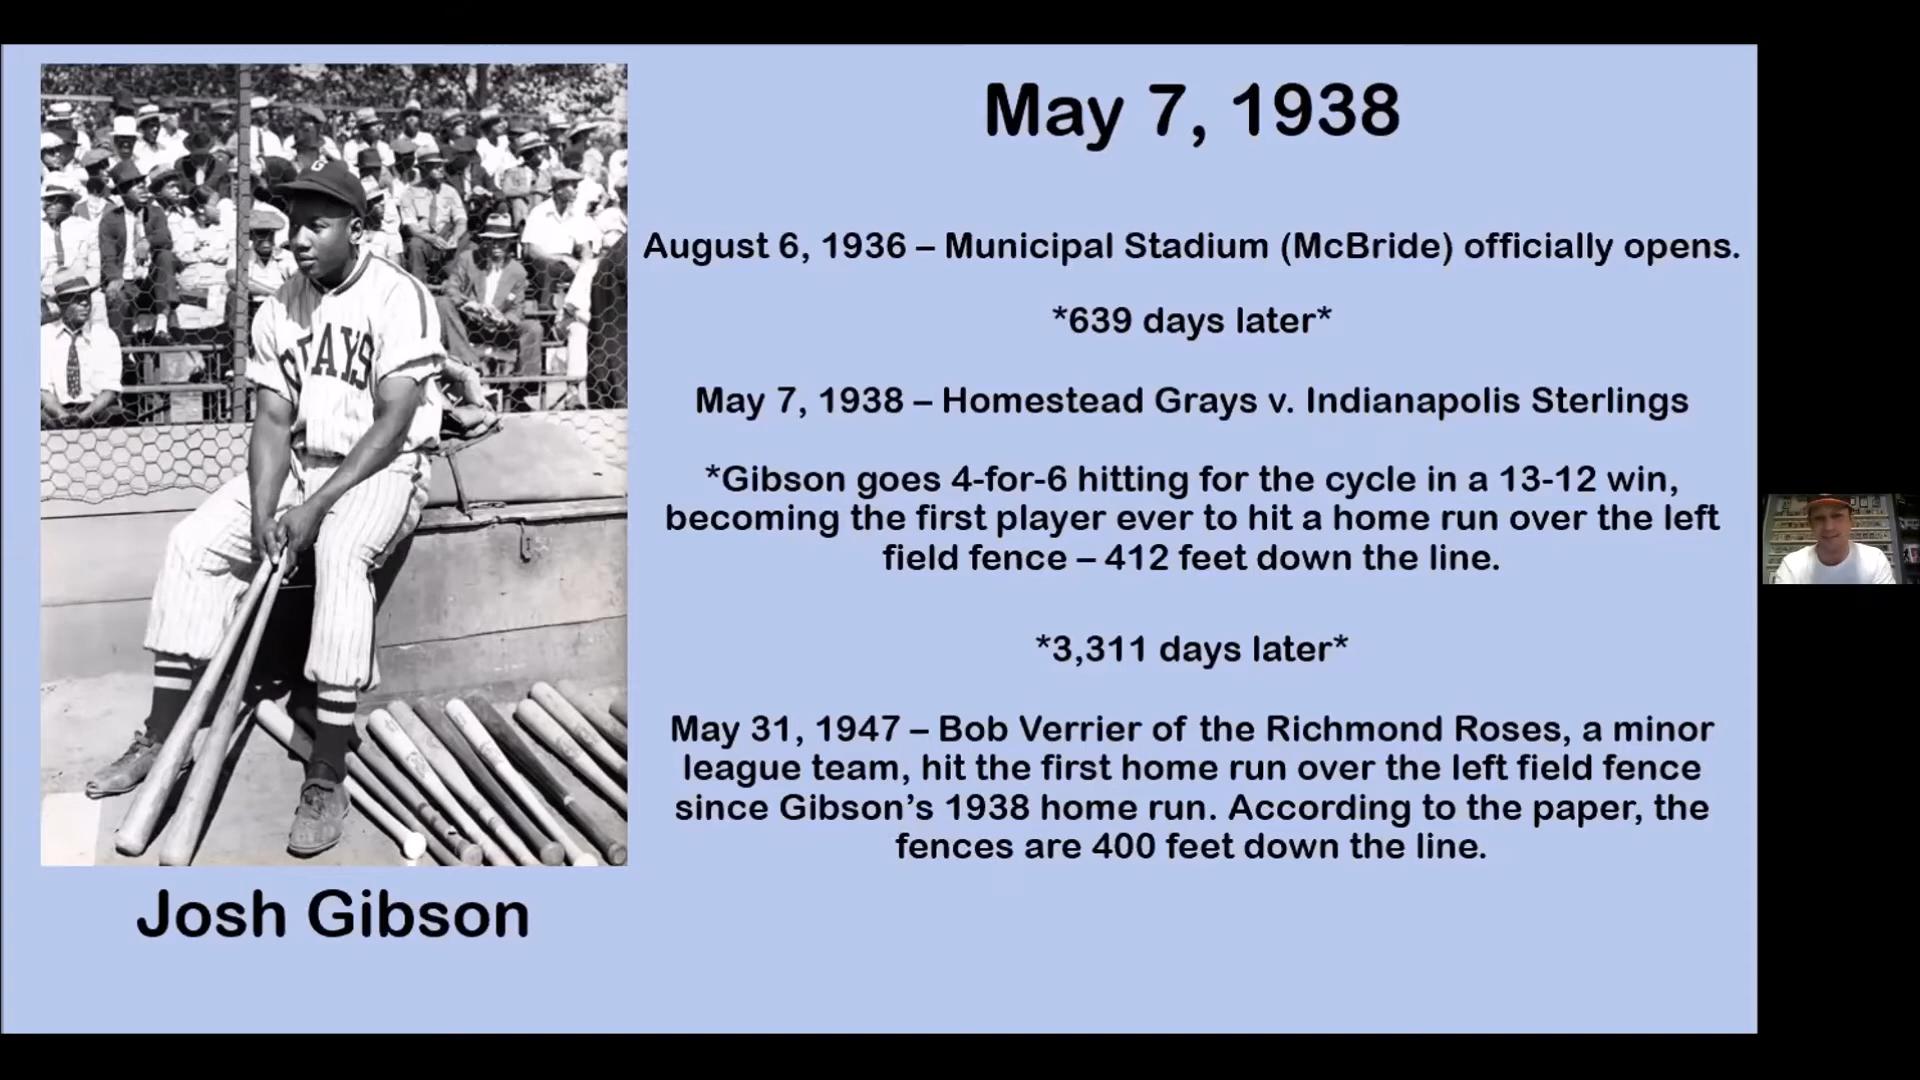 May 7, 1938
August 6, 1936 – Municipal Stadium (McBride) officially opens.
*639 days later*
May 7, 1938 – Homestead Grays v. Indianapolis Sterlings
*Gibson goes 4-for-6 hitting for the cycle in a 13-12 win,
becoming the first player ever to hit a home run over the left
field fence – 412 feet down the line.
*3,311 days later*
May 31, 1947 – Bob Verrier of the Richmond Roses, a minor
league team, hit the first home run over the left field fence
since Gibson’s 1938 home run. According to the paper, the
fences are 400 feet down the line.
G
GRAYS
Josh Gibson